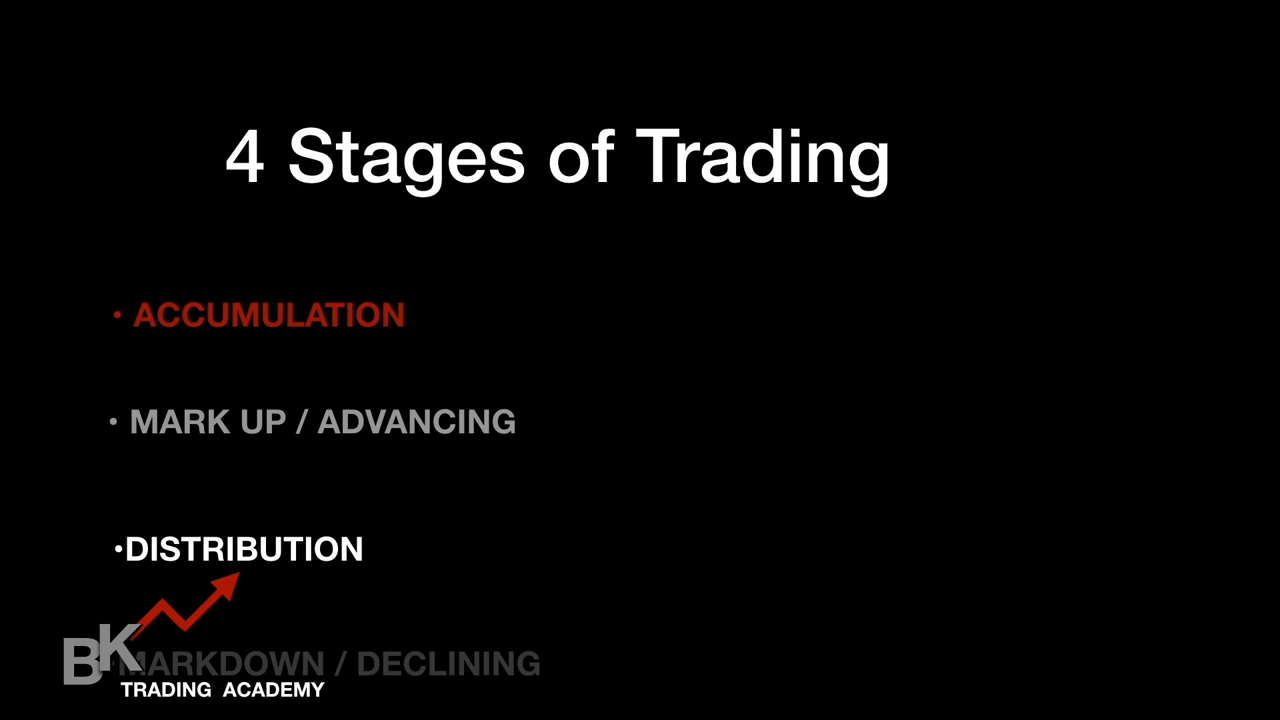 4 Stages of Trading
• ACCUMULATION
• MARK UP / ADVANCING
•DISTRIBUTION
•MARKDOWN / DECLINING
BK
TRADING ACADEMY